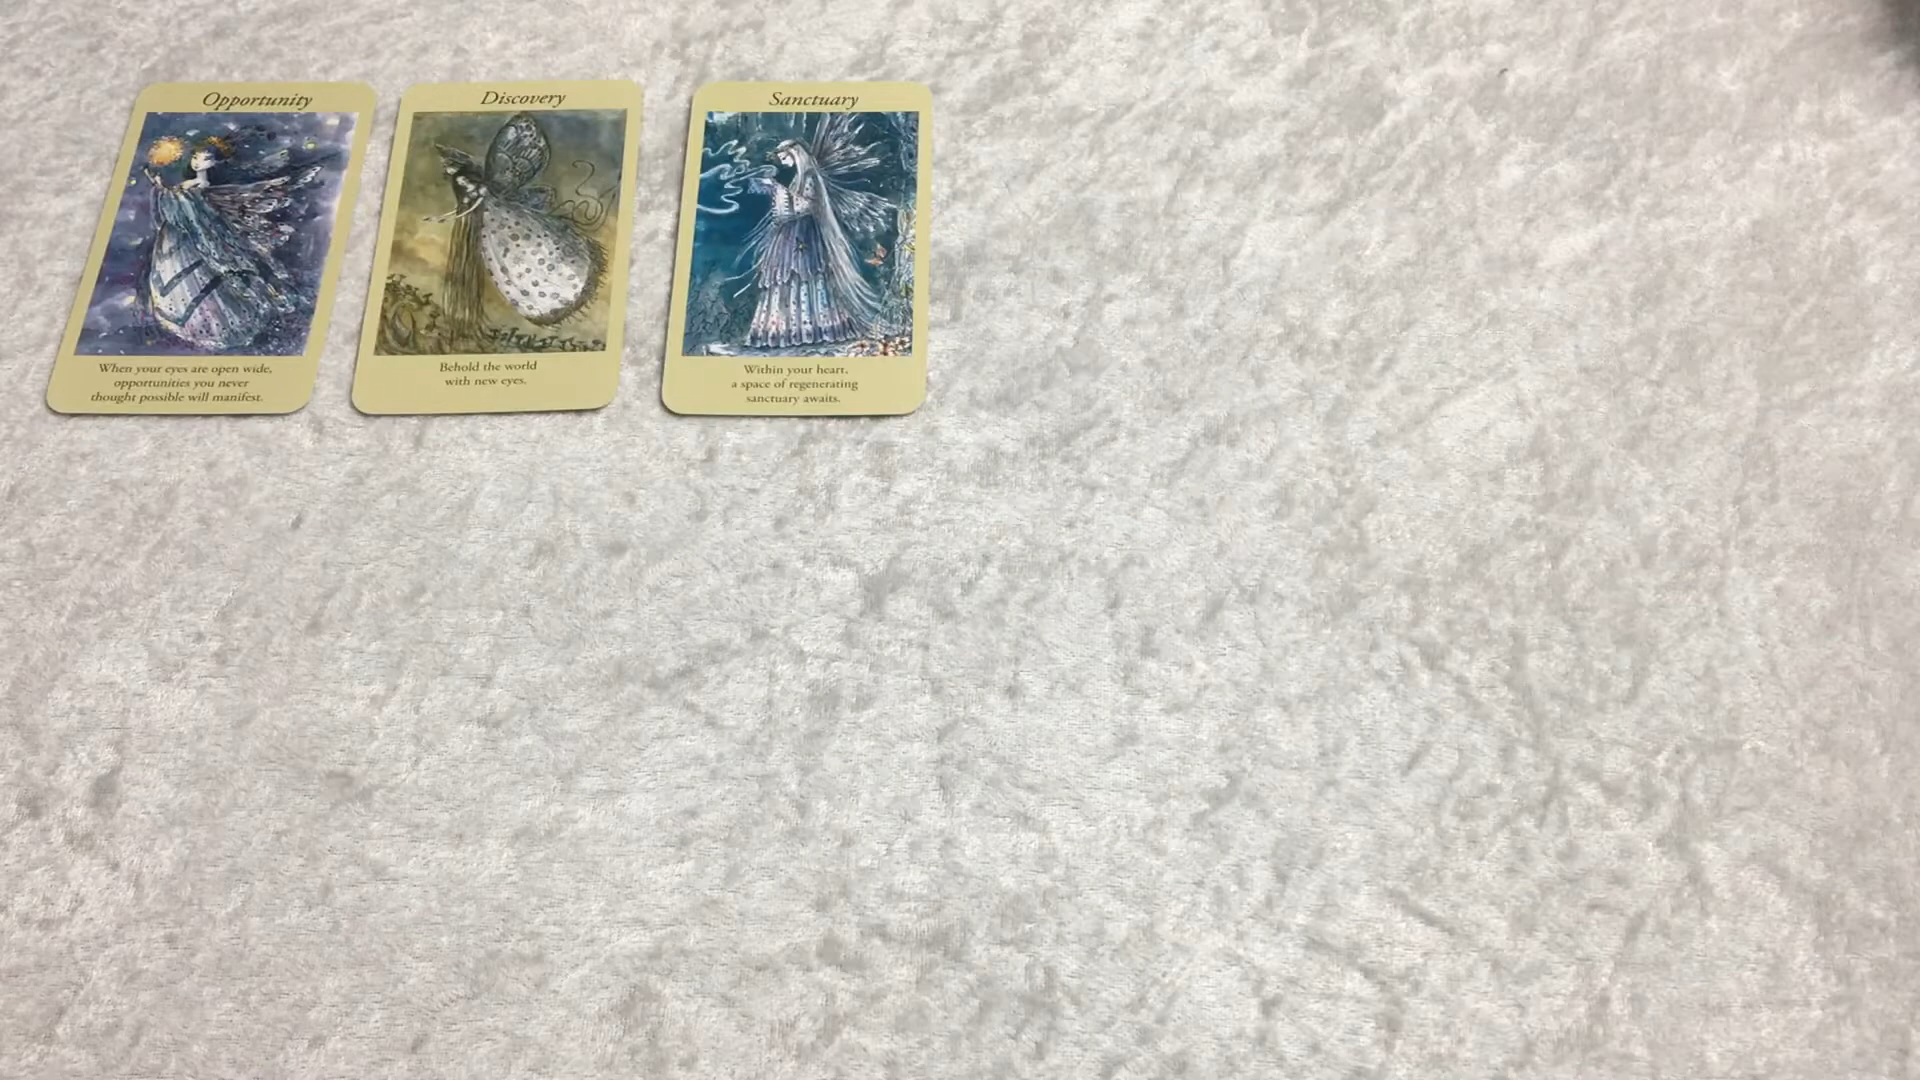 Opportunity
When your eyes are open wide,
opportunities you never
thought possible will manifest.
Discovery
Behold the world
with new eyes.
Sanctuary
Within your heart,
a space of regenerating
sanctuary awaits.